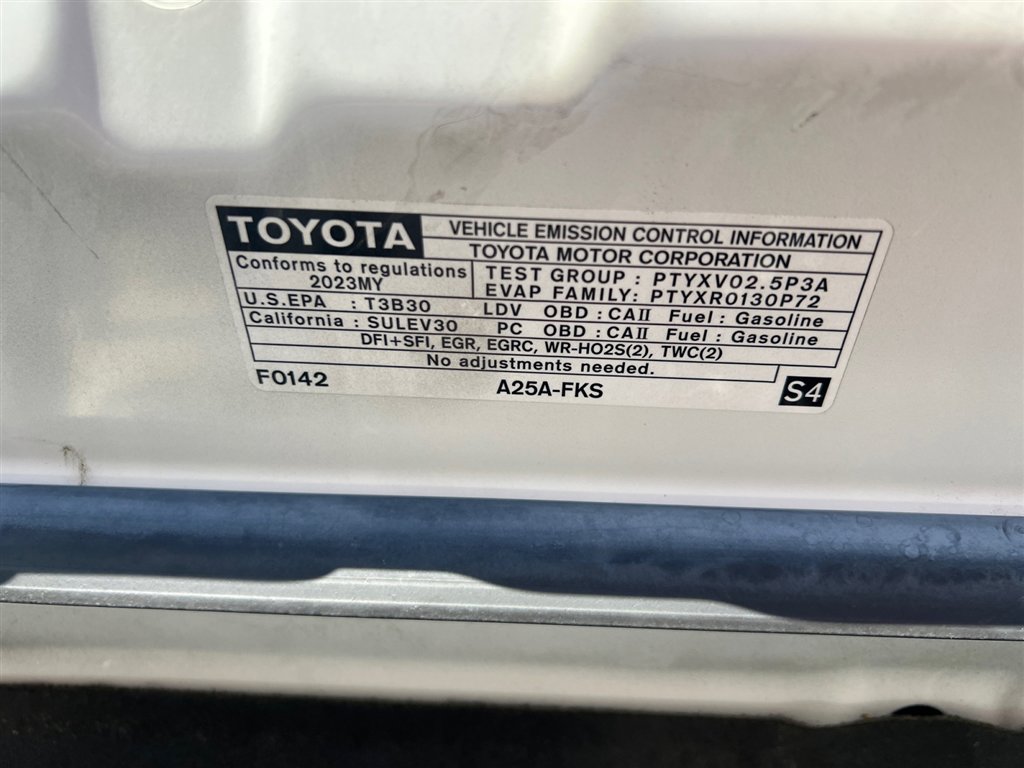 TOYOTA VEHICLE EMISSION CONTROL INFORMATION
TOYOTA MOTOR CORPORATION
Conforms to regulations
2023MY
TEST GROUP : PTYXV02.5P3A
EVAP FAMILY: PTYXR0130P72
U.S.EPA : T3B30 LDV OBD : CAII Fuel : Gasoline
California : SULEV30 PC OBD : CAII Fuel : Gasoline
DFI+SFI, EGR, EGRC, WR-HO2S(2), TWC(2)
No adjustments needed.
F0142 A25A-FKS S4